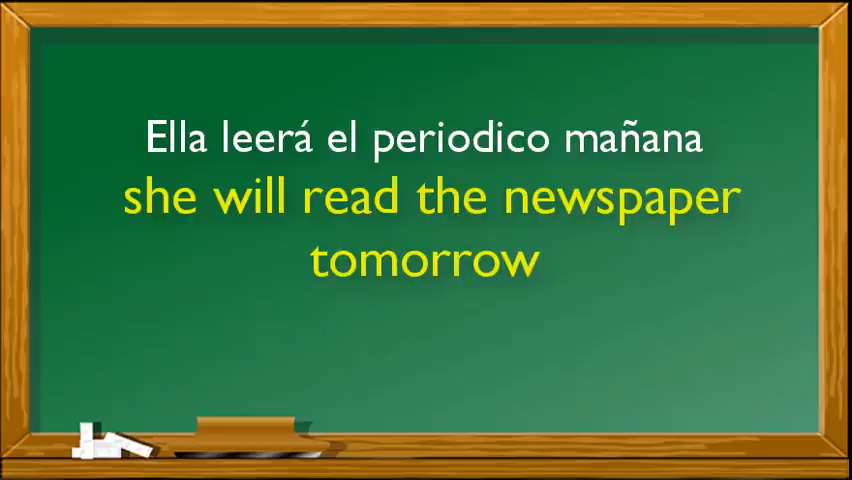 Ella leerá el periodico mañana
she will read the newspaper
tomorrow